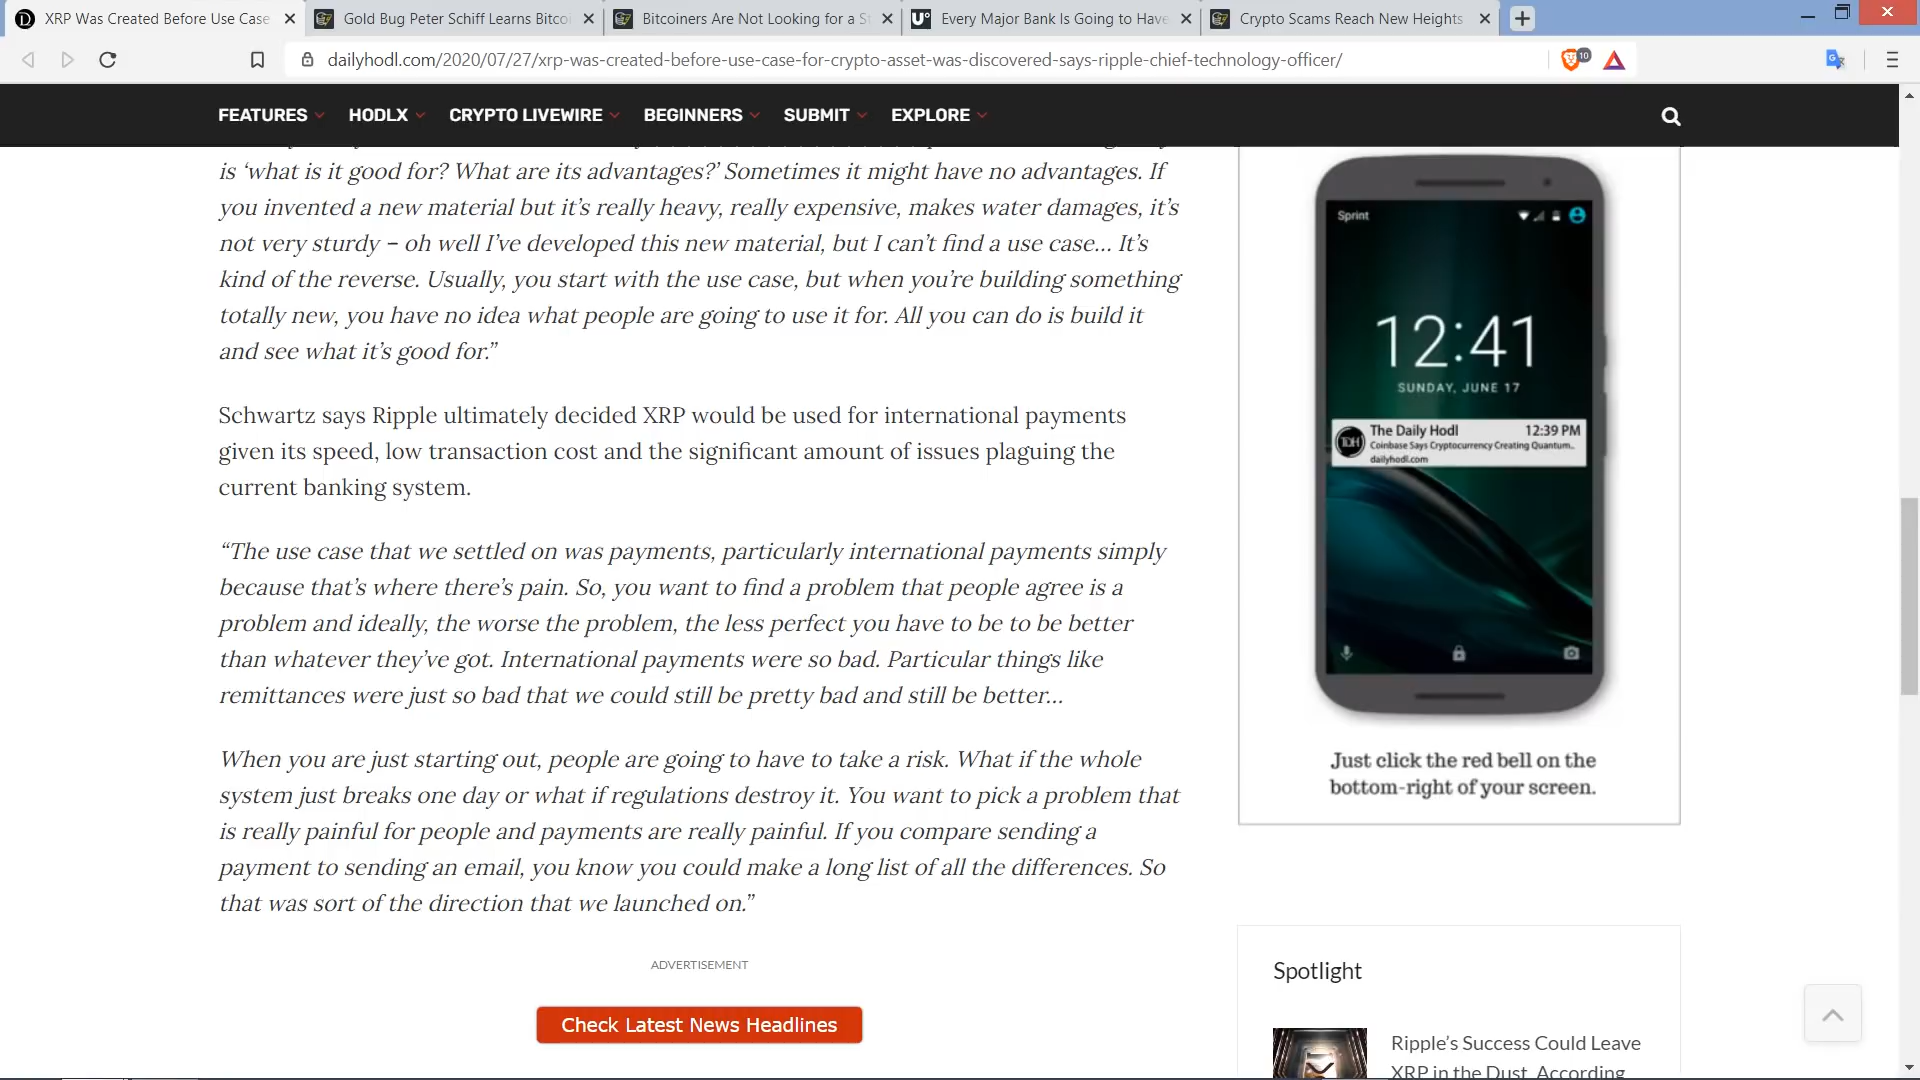 XRP Was Created Before Use Case
Gold Bug Peter Schiff Learns Bitco
Bitcoiners Are Not Looking for a S
Every Major Bank Is Going to Have
Crypto Scams Reach New Heights
dailyhodl.com/2020/07/27/xrp-was-created-before-use-case-for-crypto-asset-was-discovered-says-ripple-chief-technology-officer/
10
FEATURES HODLX CRYPTO LIVEWIRE BEGINNERS SUBMIT EXPLORE
is ‘what is it good for? What are its advantages?’ Sometimes it might have no advantages. If
you invented a new material but it’s really heavy, really expensive, makes water damages, it’s
not very sturdy – oh well I’ve developed this new material, but I can’t find a use case… It’s
kind of the reverse. Usually, you start with the use case, but when you’re building something
totally new, you have no idea what people are going to use it for. All you can do is build it
and see what it’s good for.”
Schwartz says Ripple ultimately decided XRP would be used for international payments
given its speed, low transaction cost and the significant amount of issues plaguing the
current banking system.
“The use case that we settled on was payments, particularly international payments simply
because that’s where there’s pain. So, you want to find a problem that people agree is a
problem and ideally, the worse the problem, the less perfect you have to be to be better
than whatever they’ve got. International payments were so bad. Particular things like
remittances were just so bad that we could still be pretty bad and still be better…
When you are just starting out, people are going to have to take a risk. What if the whole
system just breaks one day or what if regulations destroy it. You want to pick a problem that
is really painful for people and payments are really painful. If you compare sending a
payment to sending an email, you know you could make a long list of all the differences. So
that was sort of the direction that we launched on.”
ADVERTISEMENT
Check Latest News Headlines
Sprint
12:41
SUNDAY, JUNE 17
TDH
The Daily Hodl 12:39 PM
Coinbase Says Cryptocurrency Creating Quantum..
dailyhodl.com
Just click the red bell on the
bottom-right of your screen.
Spotlight
Ripple’s Success Could Leave
XRP in the Dust, According